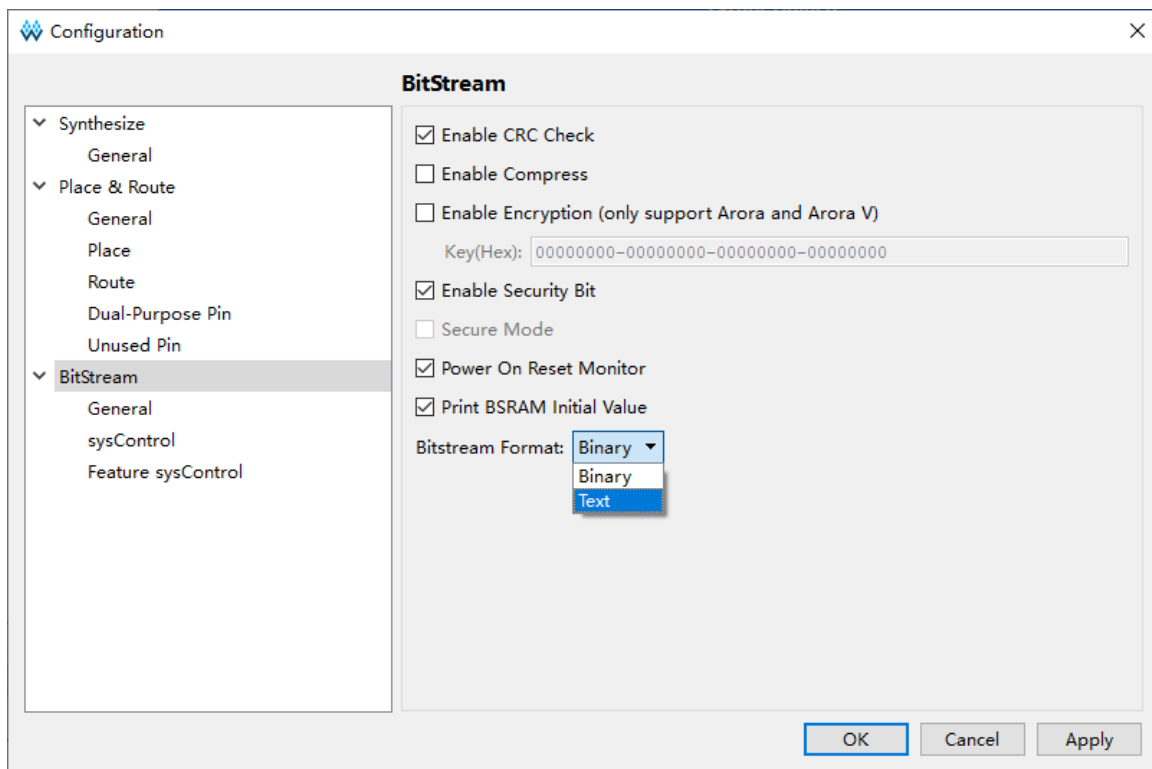 Configuration
BitStream
Synthesize
General
Place & Route
General
Place
Route
Dual-Purpose Pin
Unused Pin
BitStream
General
sysControl
Feature sysControl
Enable CRC Check
Enable Compress
Enable Encryption (only support Arora and Arora V)
Key(Hex): 00000000-00000000-00000000-00000000
Enable Security Bit
Secure Mode
Power On Reset Monitor
Print BSRAM Initial Value
Bitstream Format: Binary
Binary
Text
OK Cancel Apply